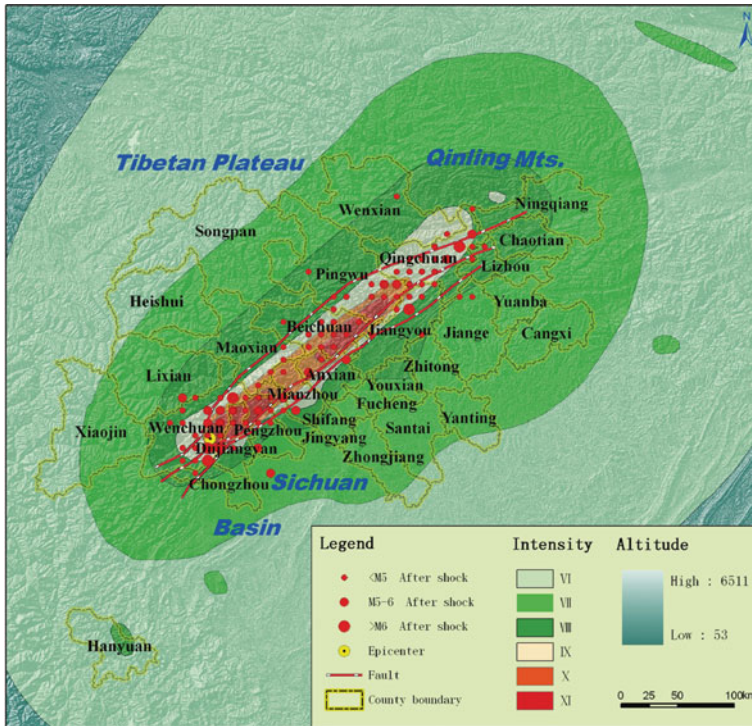 N
Tibetan Plateau
Qinling Mts.
Ningqiang
Wenxian
Songpan
Chaotian
Qingchuan
Lizhou
Pingwu
Heishui
Yuanba
Beichuan
Jiangyou
Jiange
Cangxi
Maoxian
Zhitong
Lixian
Anxian
Youxian
Mianzhou
Fucheng
Shifang
Yanting
Xiaojin
Wenchuan
Pengzhou
Santai
Jingyang
Dujiangyan
Zhongjiang
Chongzhou
Sichuan
Basin
Hanyuan
Legend
<M5 After shock
M5-6 After shock
>M6 After shock
Epicenter
Fault
County boundary
Intensity
VI
VII
VIII
IX
X
XI
Altitude
High : 6511
Low : 53
0 25 50 100km